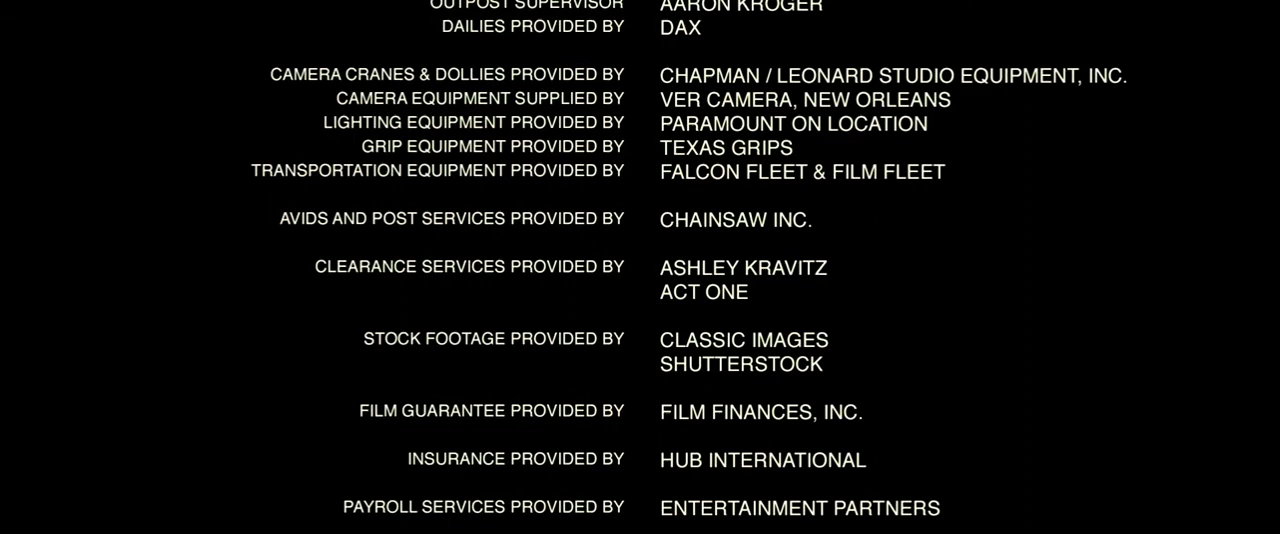 OUTPOST SUPERVISOR AARON KROGER
DAILIES PROVIDED BY DAX
CAMERA CRANES & DOLLIES PROVIDED BY CHAPMAN / LEONARD STUDIO EQUIPMENT, INC.
CAMERA EQUIPMENT SUPPLIED BY VER CAMERA, NEW ORLEANS
LIGHTING EQUIPMENT PROVIDED BY PARAMOUNT ON LOCATION
GRIP EQUIPMENT PROVIDED BY TEXAS GRIPS
TRANSPORTATION EQUIPMENT PROVIDED BY FALCON FLEET & FILM FLEET
AVIDS AND POST SERVICES PROVIDED BY CHAINSAW INC.
CLEARANCE SERVICES PROVIDED BY ASHLEY KRAVITZ
ACT ONE
STOCK FOOTAGE PROVIDED BY CLASSIC IMAGES
SHUTTERSTOCK
FILM GUARANTEE PROVIDED BY FILM FINANCES, INC.
INSURANCE PROVIDED BY HUB INTERNATIONAL
PAYROLL SERVICES PROVIDED BY ENTERTAINMENT PARTNERS